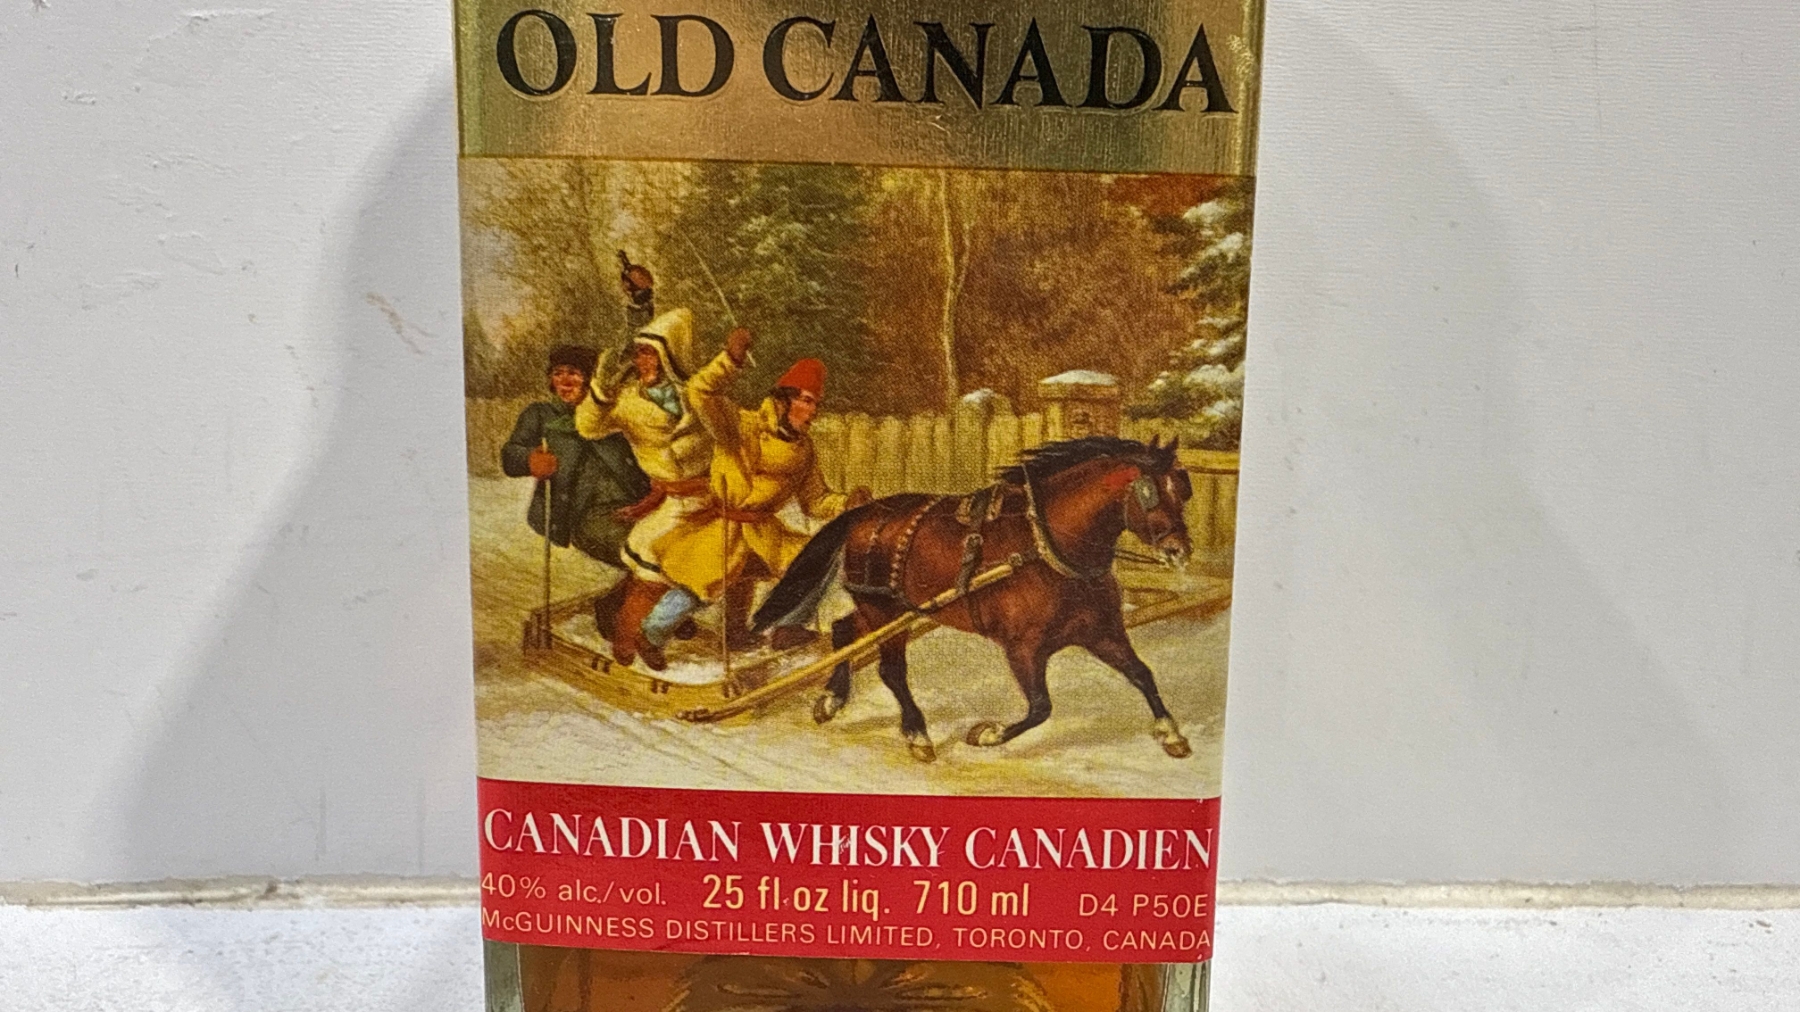 OLD CANADA
CANADIAN WHISKY CANADIEN
40% alc./vol. 25 fl.oz liq. 710 ml D4 P50E
McGUINNESS DISTILLERS LIMITED, TORONTO, CANADA